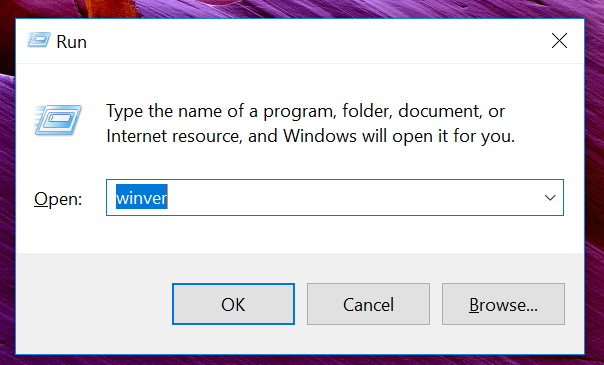 Run
Type the name of a program, folder, document, or
Internet resource, and Windows will open it for you.
Open: winver
OK Cancel Browse...